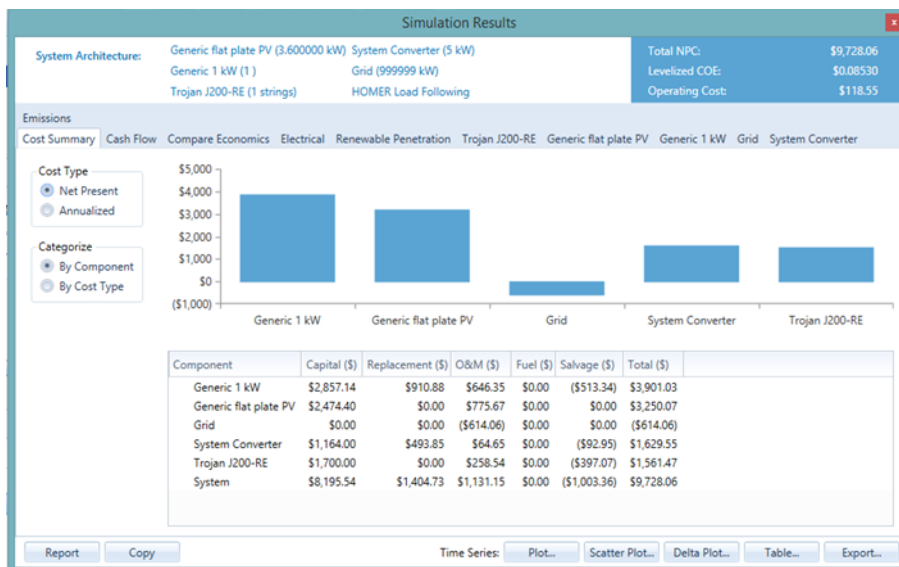 Simulation Results
x
System Architecture:
Generic flat plate PV (3.600000 kW) System Converter (5 kW)
Generic 1 kW (1 ) Grid (999999 kW)
Trojan J200-RE (1 strings) HOMER Load Following
Total NPC: $9,728.06
Levelized COE: $0.08530
Operating Cost: $118.55
Emissions
Cost Summary Cash Flow Compare Economics Electrical Renewable Penetration Trojan J200-RE Generic flat plate PV Generic 1 kW Grid System Converter
Cost Type
Net Present
Annualized
Categorize
By Component
By Cost Type
$5,000
$4,000
$3,000
$2,000
$1,000
$0
($1,000)
Generic 1 kW Generic flat plate PV Grid System Converter Trojan J200-RE
Component Capital ($) Replacement ($) O&M ($) Fuel ($) Salvage ($) Total ($)
Generic 1 kW $2,857.14 $910.88 $646.35 $0.00 ($513.34) $3,901.03
Generic flat plate PV $2,474.40 $0.00 $775.67 $0.00 $0.00 $3,250.07
Grid $0.00 $0.00 ($614.06) $0.00 $0.00 ($614.06)
System Converter $1,164.00 $493.85 $64.65 $0.00 ($92.95) $1,629.55
Trojan J200-RE $1,700.00 $0.00 $258.54 $0.00 ($397.07) $1,561.47
System $8,195.54 $1,404.73 $1,131.15 $0.00 ($1,003.36) $9,728.06
Report Copy Time Series: Plot... Scatter Plot... Delta Plot... Table... Export...